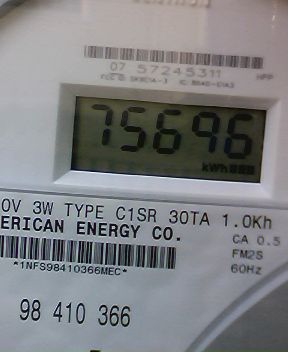 07 57245311
HPP
75696
kWh
0V 3W TYPE C1SR 30TA 1.0Kh
ERICAN ENERGY CO.
CA 0.5
FM2S
60Hz
*1NFS98410366MEC*
98 410 366